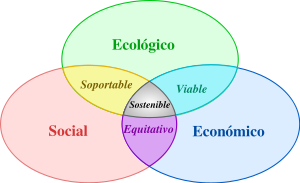 Ecológico
Soportable
Viable
Sostenible
Social
Equitativo
Económico